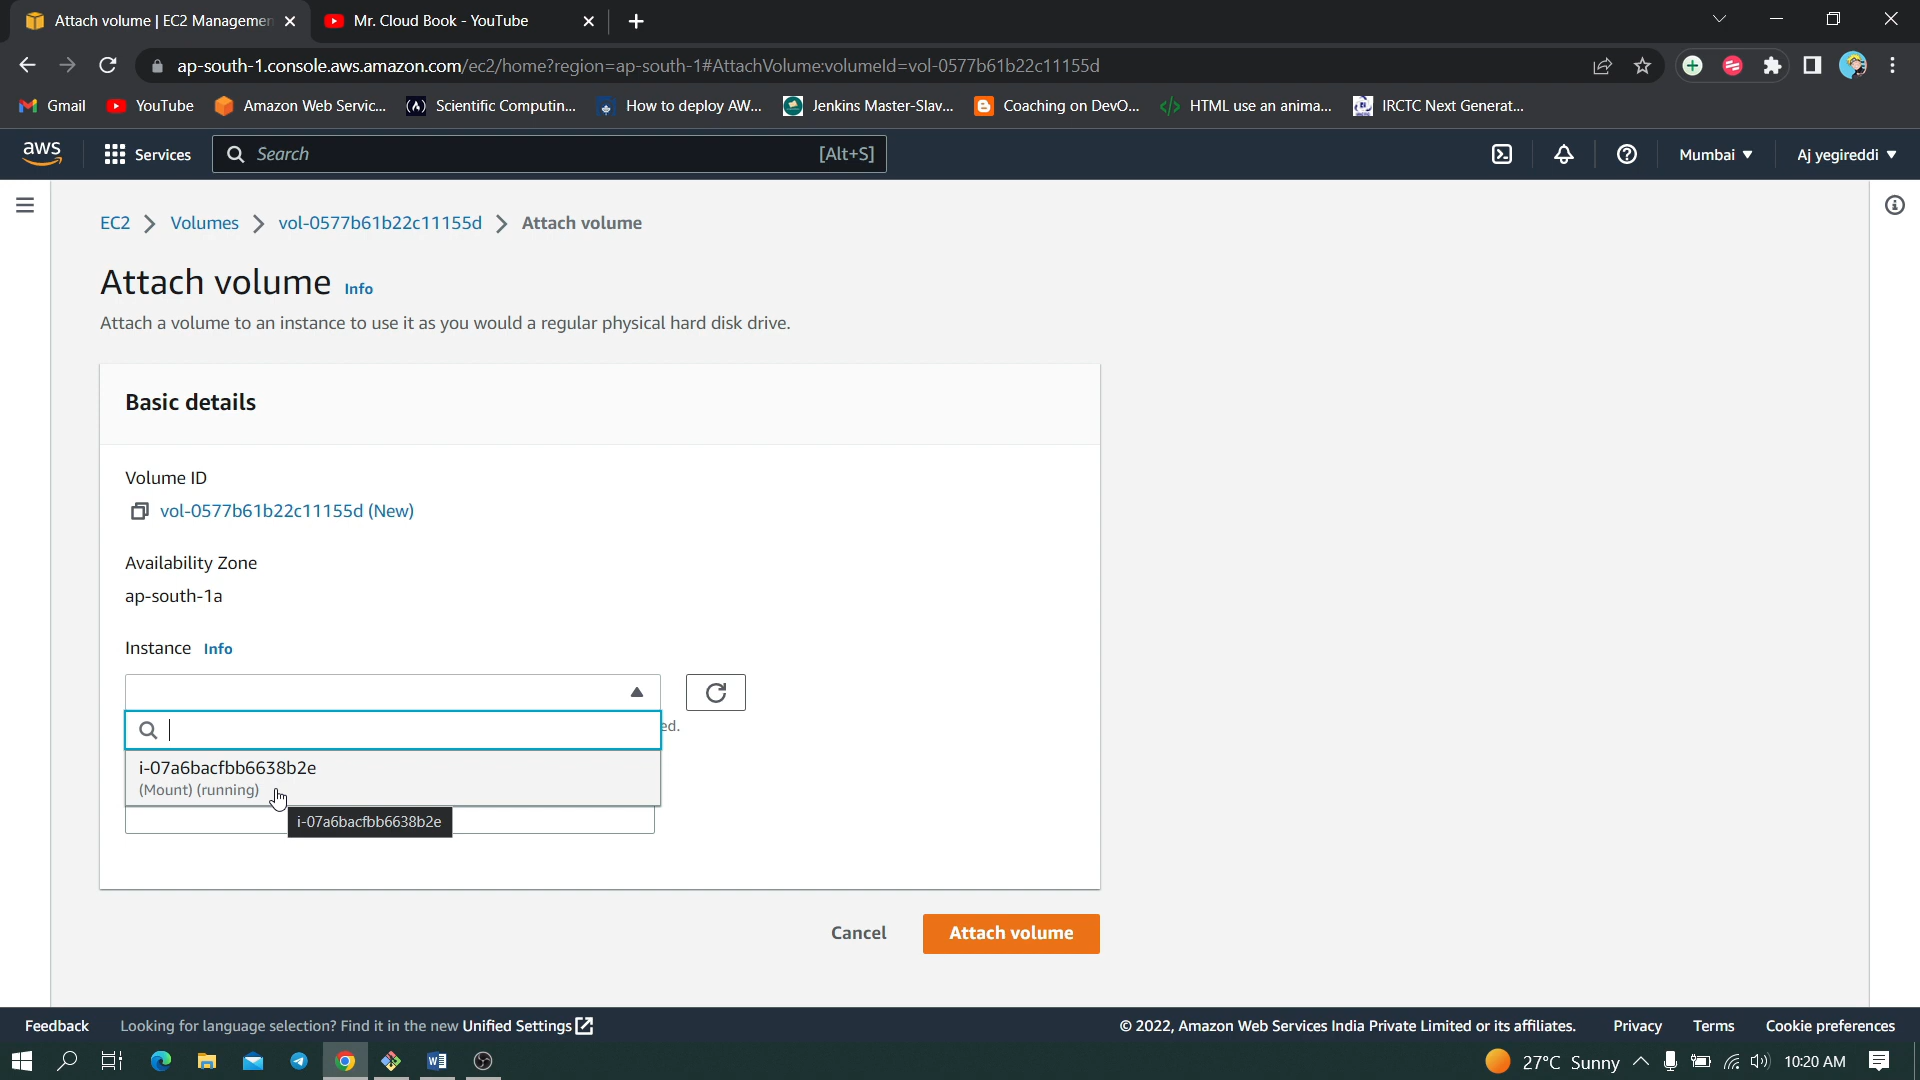 Attach volume | EC2 Managemen
Mr. Cloud Book - YouTube
ap-south-1.console.aws.amazon.com/ec2/home?region=ap-south-1#AttachVolume:volumeId=vol-0577b61b22c11155d
Gmail YouTube Amazon Web Servic... Scientific Computin... How to deploy AW... Jenkins Master-Slav... Coaching on DevO... HTML use an anima... IRCTC Next Generat...
aws Services Search [Alt+S] Mumbai Aj yegireddi
EC2 Volumes vol-0577b61b22c11155d Attach volume
Attach volume Info
Attach a volume to an instance to use it as you would a regular physical hard disk drive.
Basic details
Volume ID
vol-0577b61b22c11155d (New)
Availability Zone
ap-south-1a
Instance Info
ed.
i-07a6bacfbb6638b2e
(Mount) (running)
i-07a6bacfbb6638b2e
Cancel Attach volume
Feedback Looking for language selection? Find it in the new Unified Settings © 2022, Amazon Web Services India Private Limited or its affiliates. Privacy Terms Cookie preferences
27°C Sunny 10:20 AM